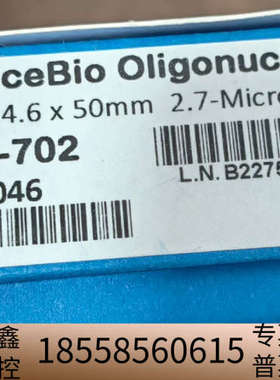 ceBio Oligonuc
4.6 x 50mm 2.7-Micro
-702
046
L.N. B2275
鑫
控
18558560615
专
普